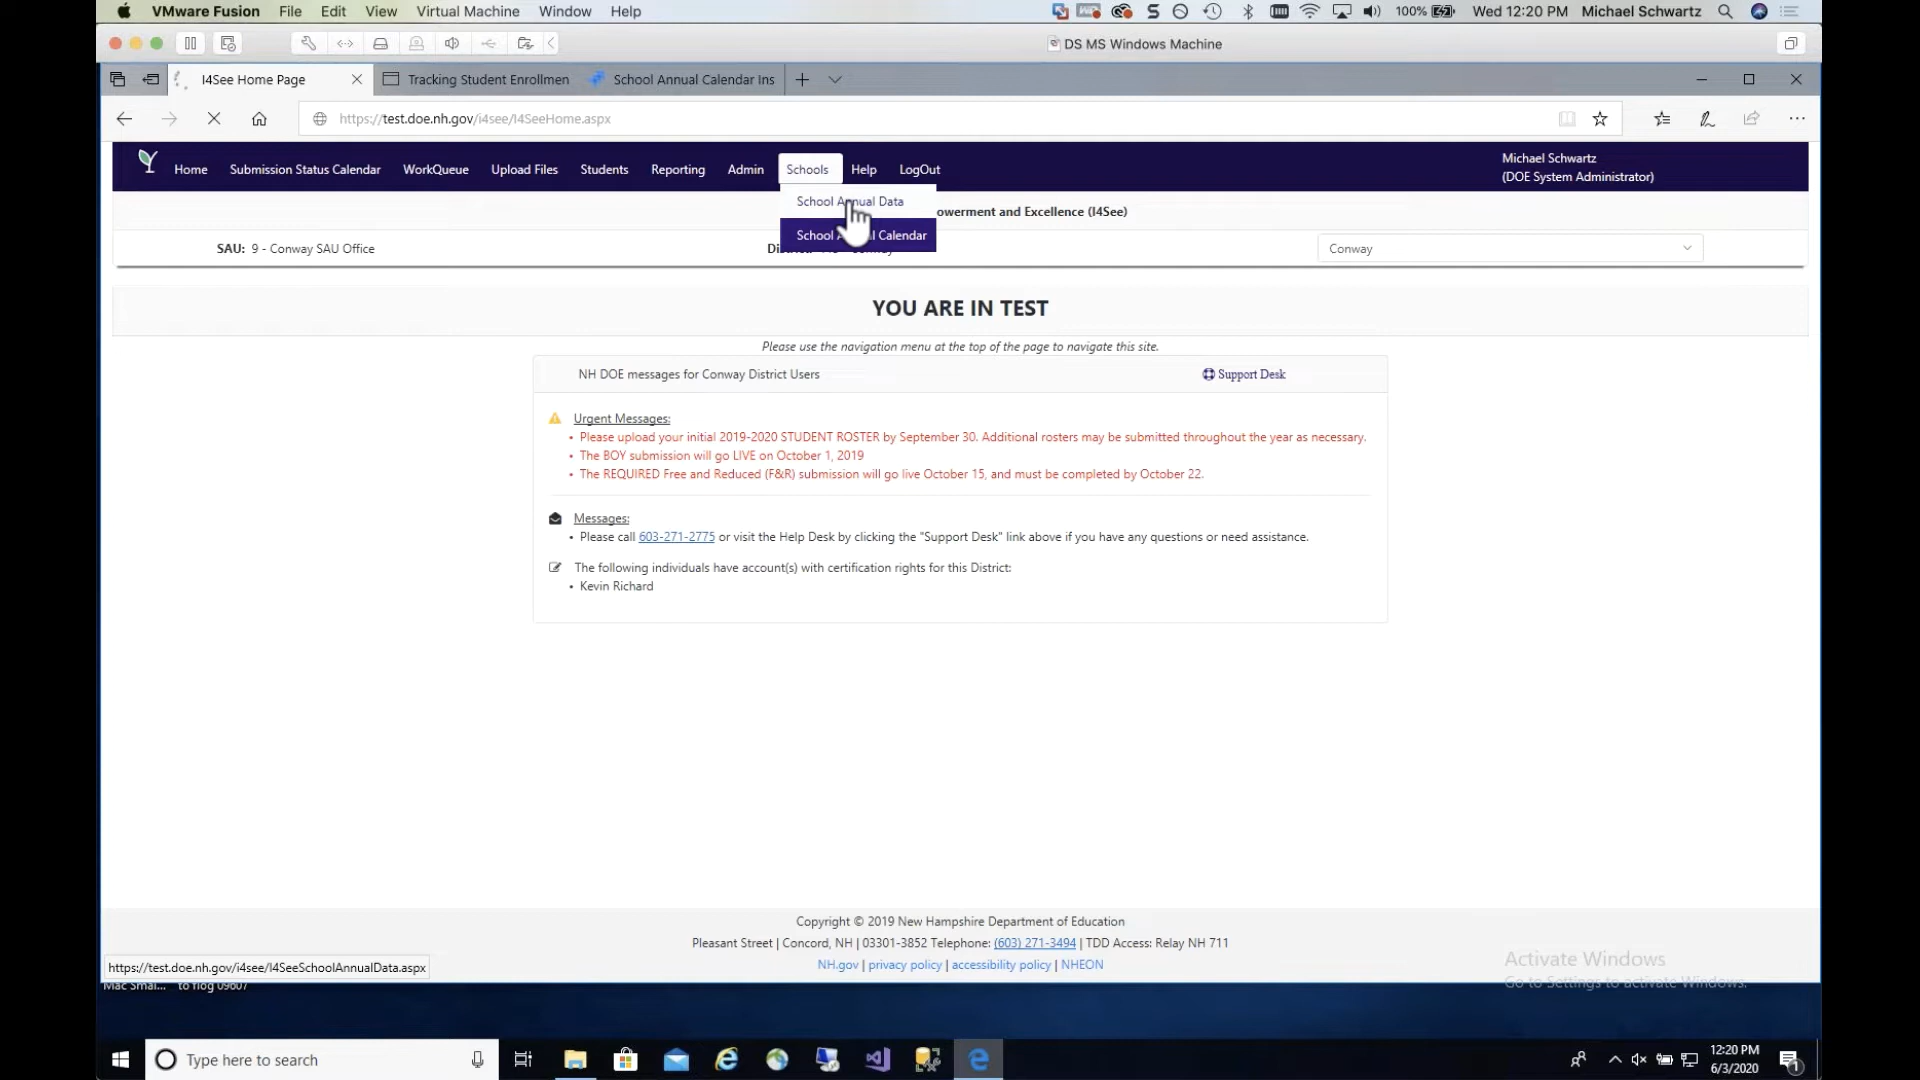 VMware Fusion File Edit View Virtual Machine Window Help
100% Wed 12:20 PM Michael Schwartz
DS MS Windows Machine
I4See Home Page
Tracking Student Enrollmen
School Annual Calendar Ins
https://test.doe.nh.gov/i4see/I4SeeHome.aspx
Home Submission Status Calendar WorkQueue Upload Files Students Reporting Admin Schools Help LogOut
Michael Schwartz
(DOE System Administrator)
School Annual Data
owerment and Excellence (I4See)
School Calendar
SAU: 9 - Conway SAU Office
Conway
YOU ARE IN TEST
Please use the navigation menu at the top of the page to navigate this site.
NH DOE messages for Conway District Users
Support Desk
Urgent Messages:
• Please upload your initial 2019-2020 STUDENT ROSTER by September 30. Additional rosters may be submitted throughout the year as necessary.
• The BOY submission will go LIVE on October 1, 2019
• The REQUIRED Free and Reduced (F&R) submission will go live October 15, and must be completed by October 22.
Messages:
• Please call 603-271-2775 or visit the Help Desk by clicking the "Support Desk" link above if you have any questions or need assistance.
The following individuals have account(s) with certification rights for this District:
• Kevin Richard
Copyright © 2019 New Hampshire Department of Education
Pleasant Street | Concord, NH | 03301-3852 Telephone: (603) 271-3494 | TDD Access: Relay NH 711
NH.gov | privacy policy | accessibility policy | NHEON
Activate Windows
Go to Settings to activate Windows.
https://test.doe.nh.gov/i4see/I4SeeSchoolAnnualData.aspx
Type here to search
12:20 PM
6/3/2020
1